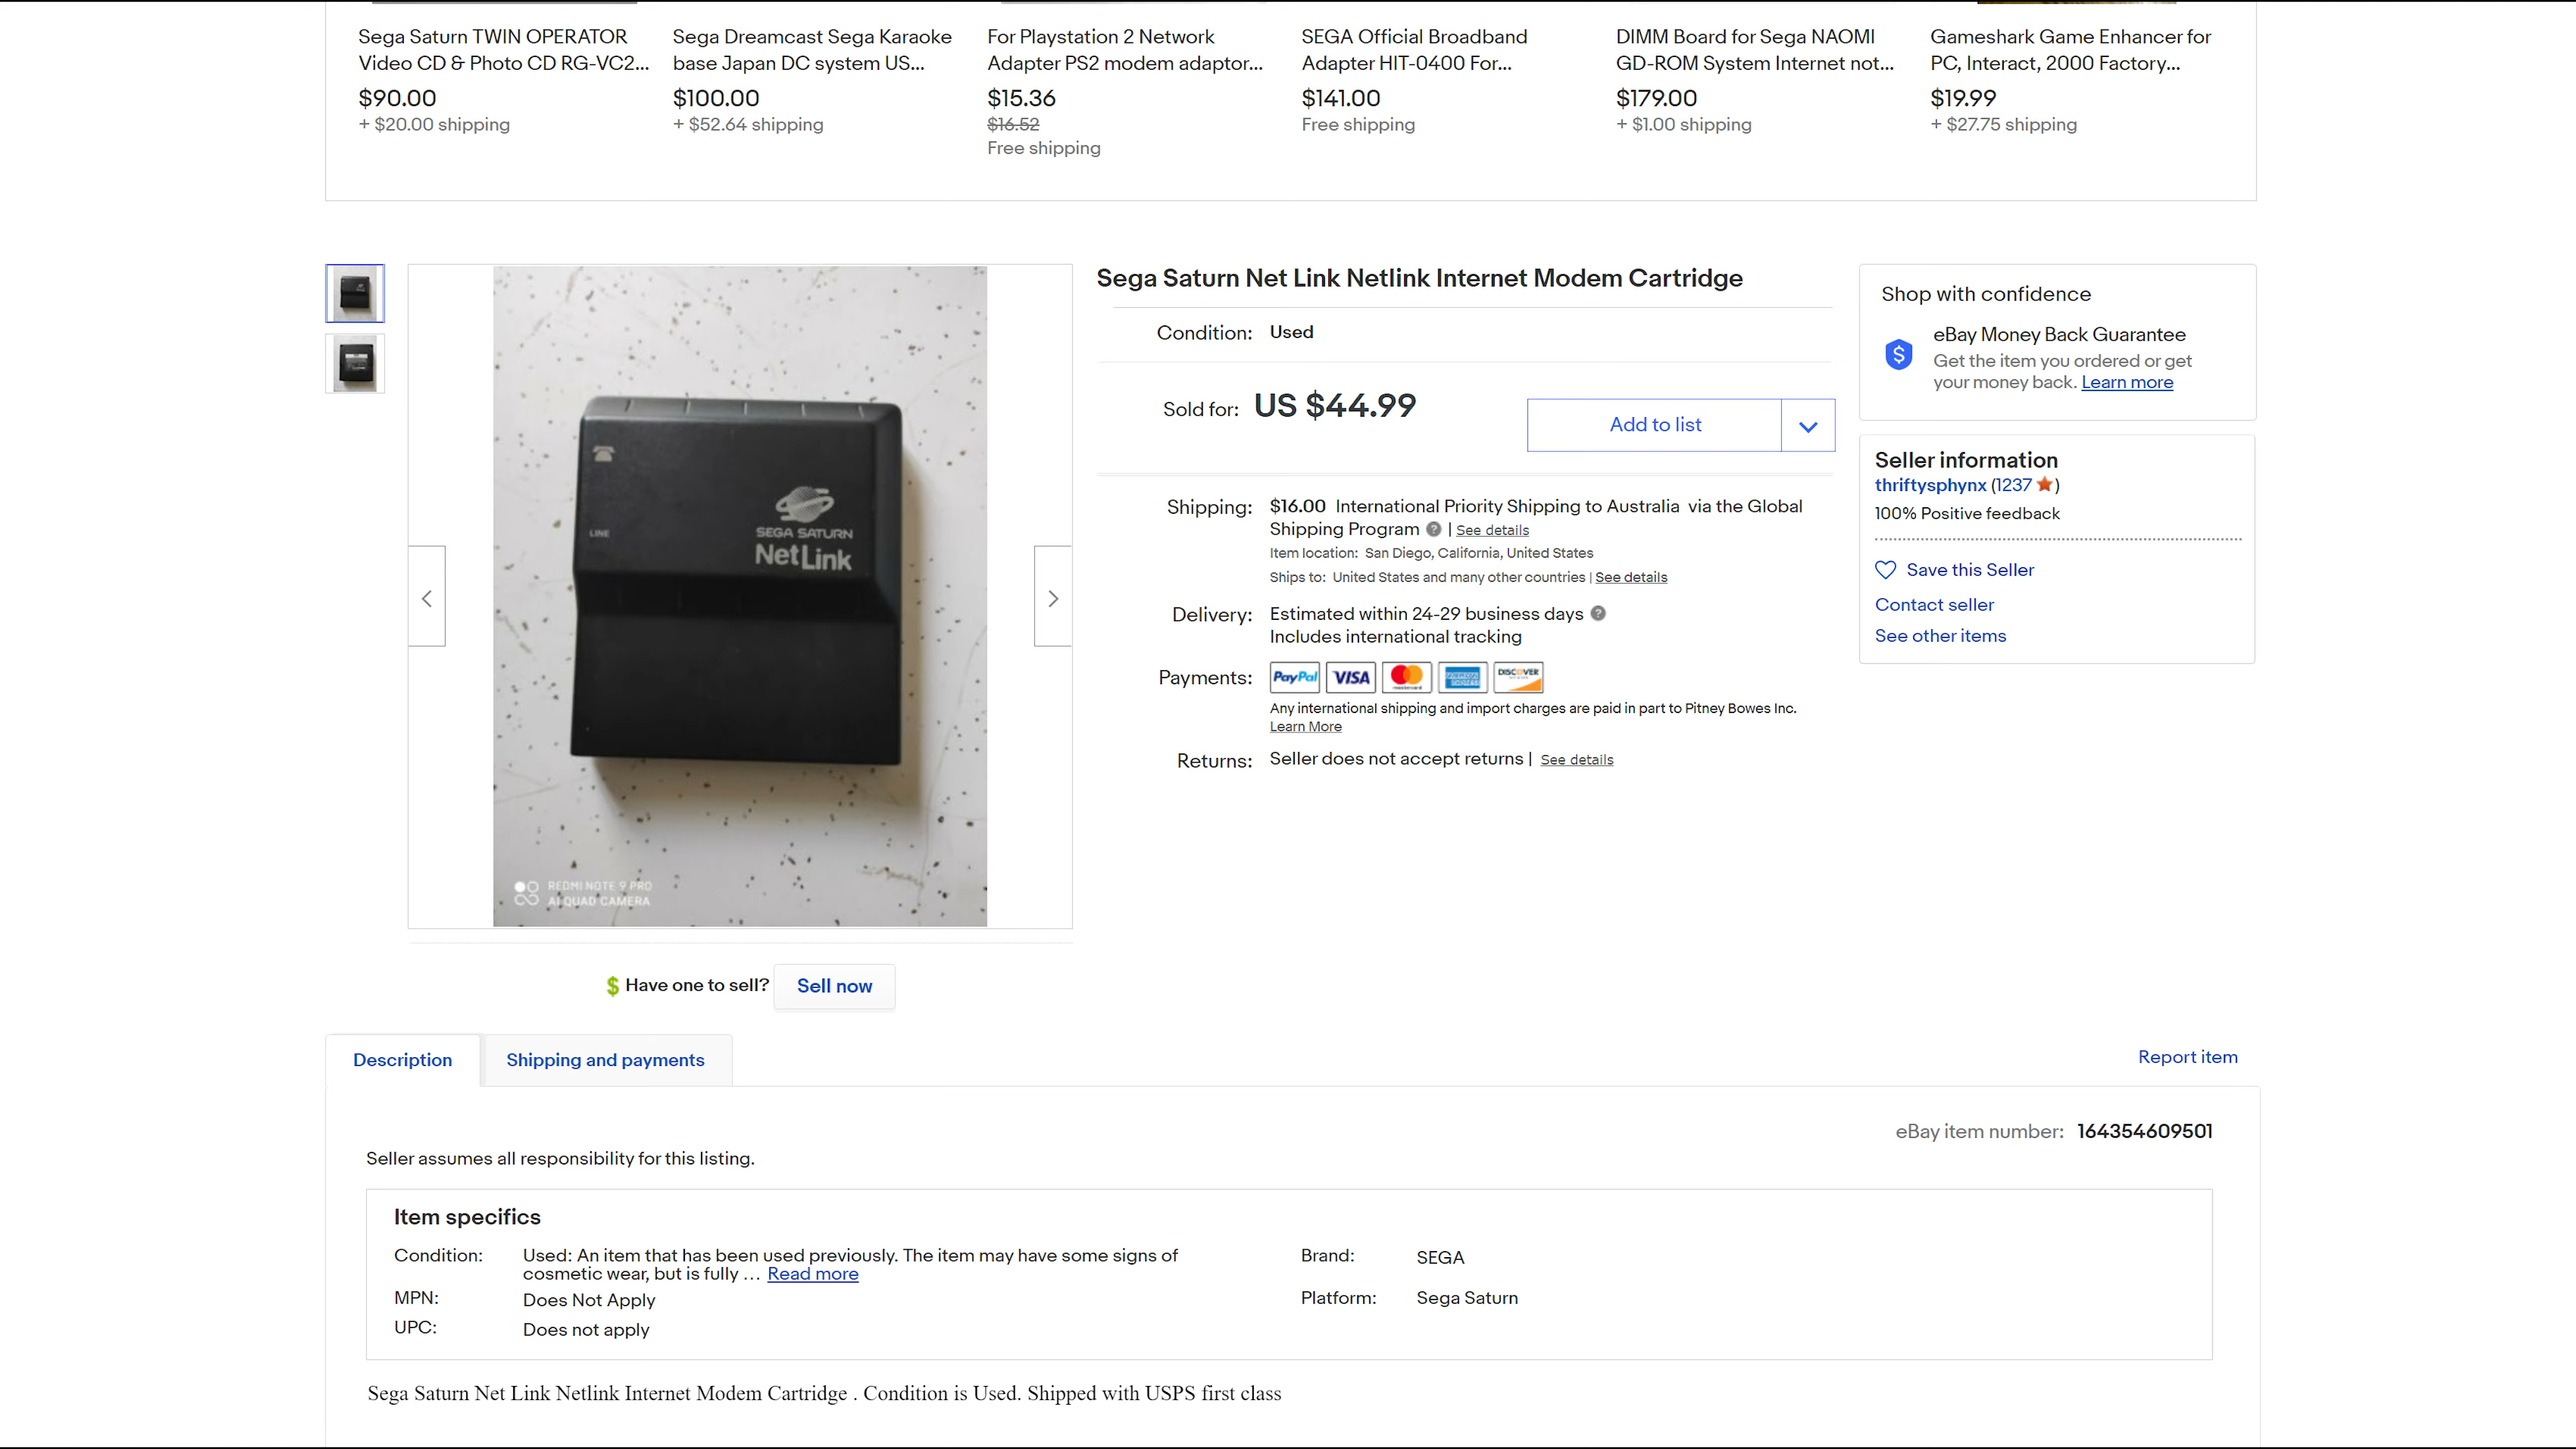 Sega Saturn TWIN OPERATOR
Video CD & Photo CD RG-VC2...
$90.00
+ $20.00 shipping
Sega Dreamcast Sega Karaoke
base Japan DC system US...
$100.00
+ $52.64 shipping
For Playstation 2 Network
Adapter PS2 modem adaptor...
$15.36
$16.52
Free shipping
SEGA Official Broadband
Adapter HIT-0400 For...
$141.00
Free shipping
DIMM Board for Sega NAOMI
GD-ROM System Internet not...
$179.00
+ $1.00 shipping
Gameshark Game Enhancer for
PC, Interact, 2000 Factory...
$19.99
+ $27.75 shipping
LINE
SEGA SATURN
NetLink
REDMI NOTE 9 PRO
AI QUAD CAMERA
$ Have one to sell? Sell now
Sega Saturn Net Link Netlink Internet Modem Cartridge
Condition: Used
Sold for: US $44.99
Add to list
Shipping: $16.00 International Priority Shipping to Australia via the Global
Shipping Program ? | See details
Item location: San Diego, California, United States
Ships to: United States and many other countries | See details
Delivery: Estimated within 24-29 business days ?
Includes international tracking
Payments: PayPal VISA mastercard AMERICAN EXPRESS DISCOVER
Any international shipping and import charges are paid in part to Pitney Bowes Inc.
Learn More
Returns: Seller does not accept returns | See details
Shop with confidence
$ eBay Money Back Guarantee
Get the item you ordered or get
your money back. Learn more
Seller information
thriftysphynx (1237 )
100% Positive feedback
Save this Seller
Contact seller
See other items
Description Shipping and payments
Report item
eBay item number: 164354609501
Seller assumes all responsibility for this listing.
Item specifics
Condition: Used: An item that has been used previously. The item may have some signs of
cosmetic wear, but is fully ... Read more
Brand: SEGA
MPN: Does Not Apply
Platform: Sega Saturn
UPC: Does not apply
Sega Saturn Net Link Netlink Internet Modem Cartridge . Condition is Used. Shipped with USPS first class